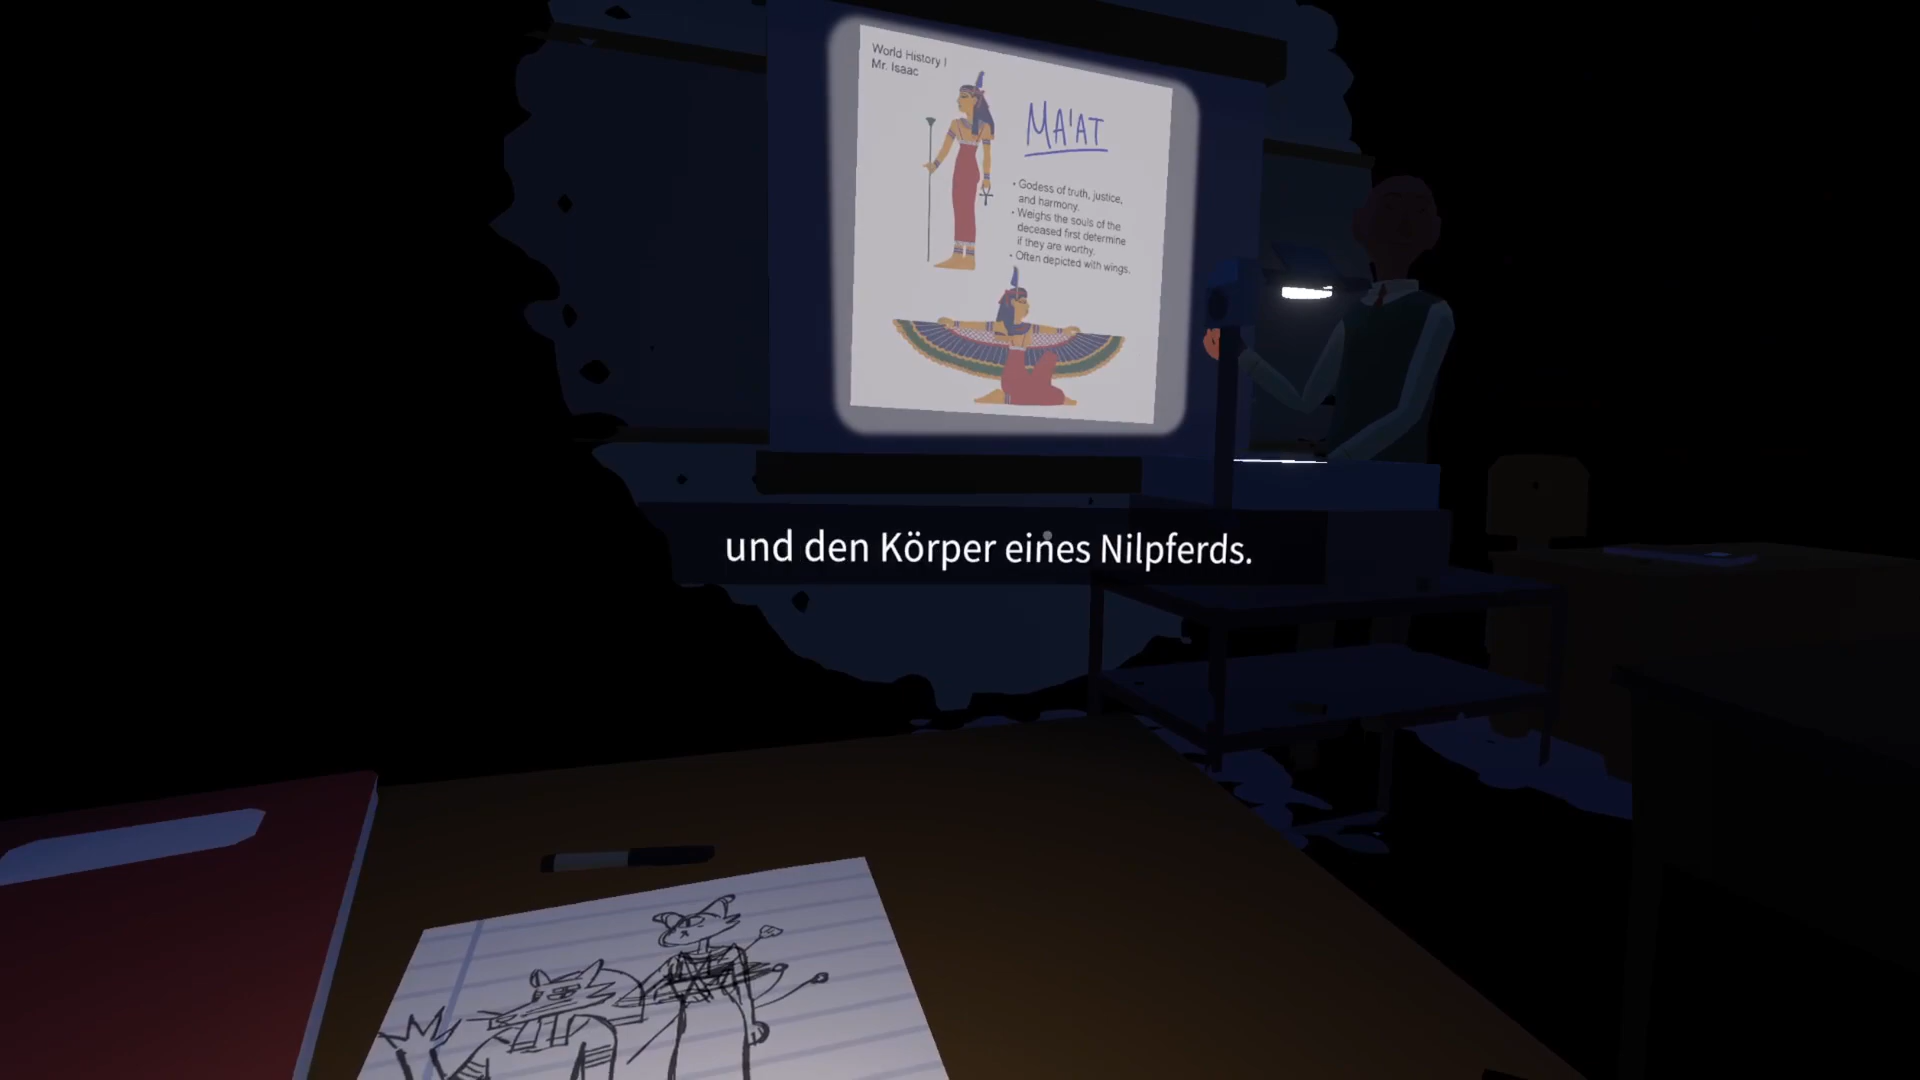 World History I
Mr. Isaac
MA'AT
• Godess of truth, justice,
and harmony.
• Weighs the souls of the
deceased first determine
if they are worthy.
• Often depicted with wings.
und den Körper eines Nilpferds.